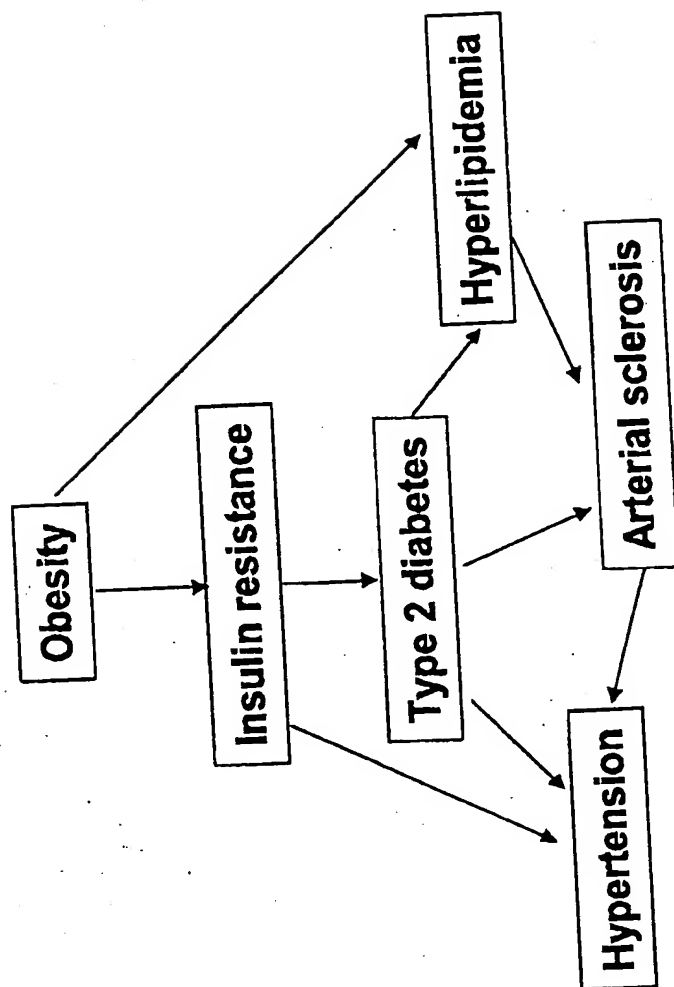 Obesity
Insulin resistance
Type 2 diabetes
Hyperlipidemia
Hypertension
Arterial sclerosis